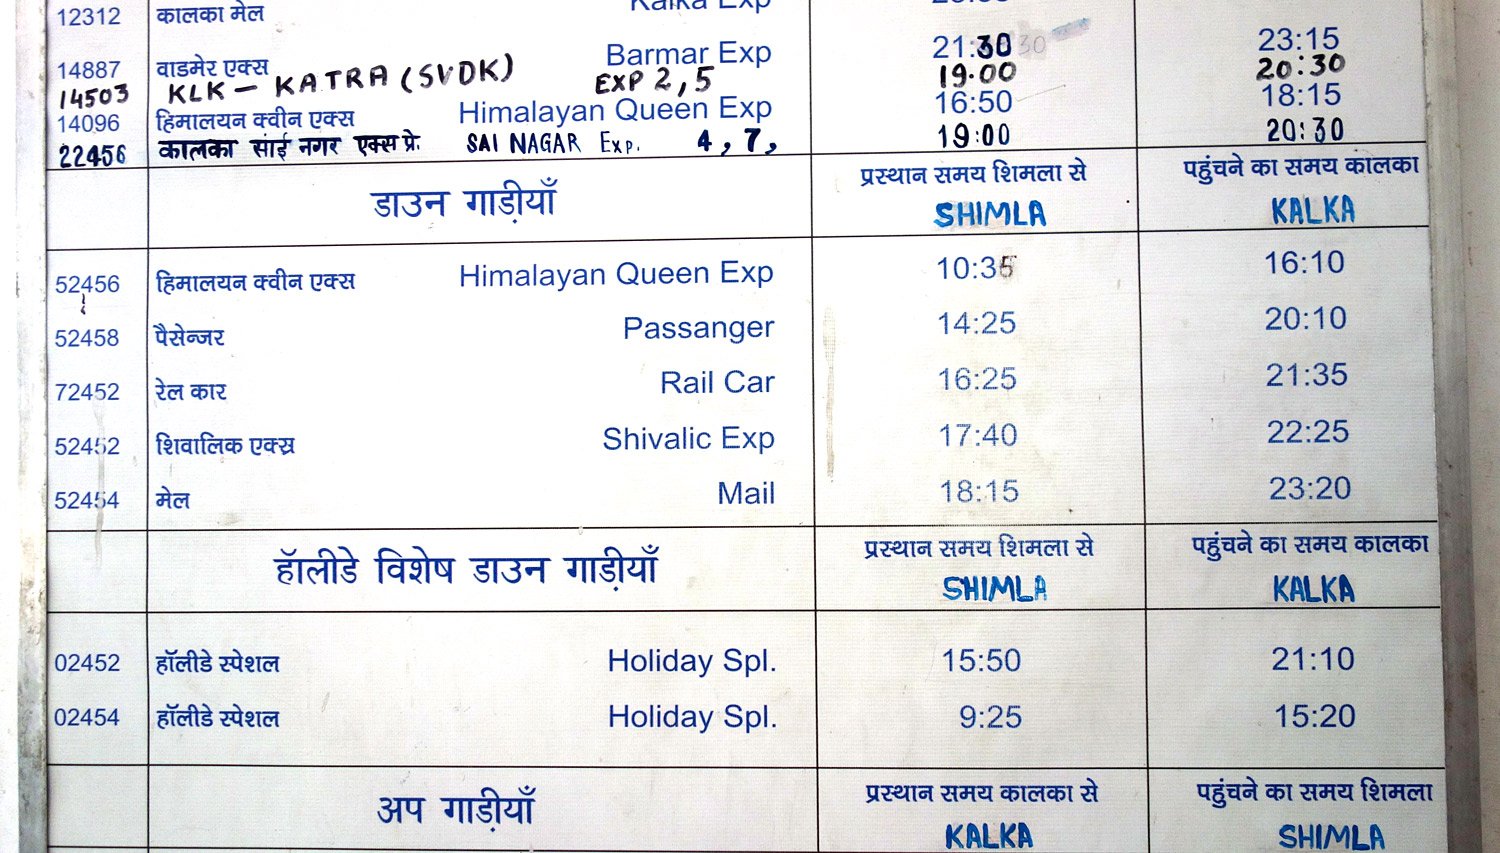 12312 कालका मेल Kalka Exp
14887 वाडमेर एक्स Barmar Exp 21:30 30 23:15
14503 KLK - KATRA (SVDK) EXP 2,5 19.00 20:30
14096 हिमालयन क्वीन एक्स Himalayan Queen Exp 16:50 18:15
22456 कालका साई नगर एक्स प्रे. SAI NAGAR Exp. 4, 7, 19:00 20:30
डाउन गाड़ीयाँ प्रस्थान समय शिमला से पहुंचने का समय कालका
SHIMLA KALKA
52456 हिमालयन क्वीन एक्स Himalayan Queen Exp 10:35 16:10
52458 पैसेन्जर Passanger 14:25 20:10
72452 रेल कार Rail Car 16:25 21:35
52452 शिवालिक एक्स्र Shivalic Exp 17:40 22:25
52454 मेल Mail 18:15 23:20
हॉलीडे विशेष डाउन गाड़ीयाँ प्रस्थान समय शिमला से पहुंचने का समय कालका
SHIMLA KALKA
02452 हॉलीडे स्पेशल Holiday Spl. 15:50 21:10
02454 हॉलीडे स्पेशल Holiday Spl. 9:25 15:20
अप गाड़ीयाँ प्रस्थान समय कालका से पहुंचने का समय शिमला
KALKA SHIMLA